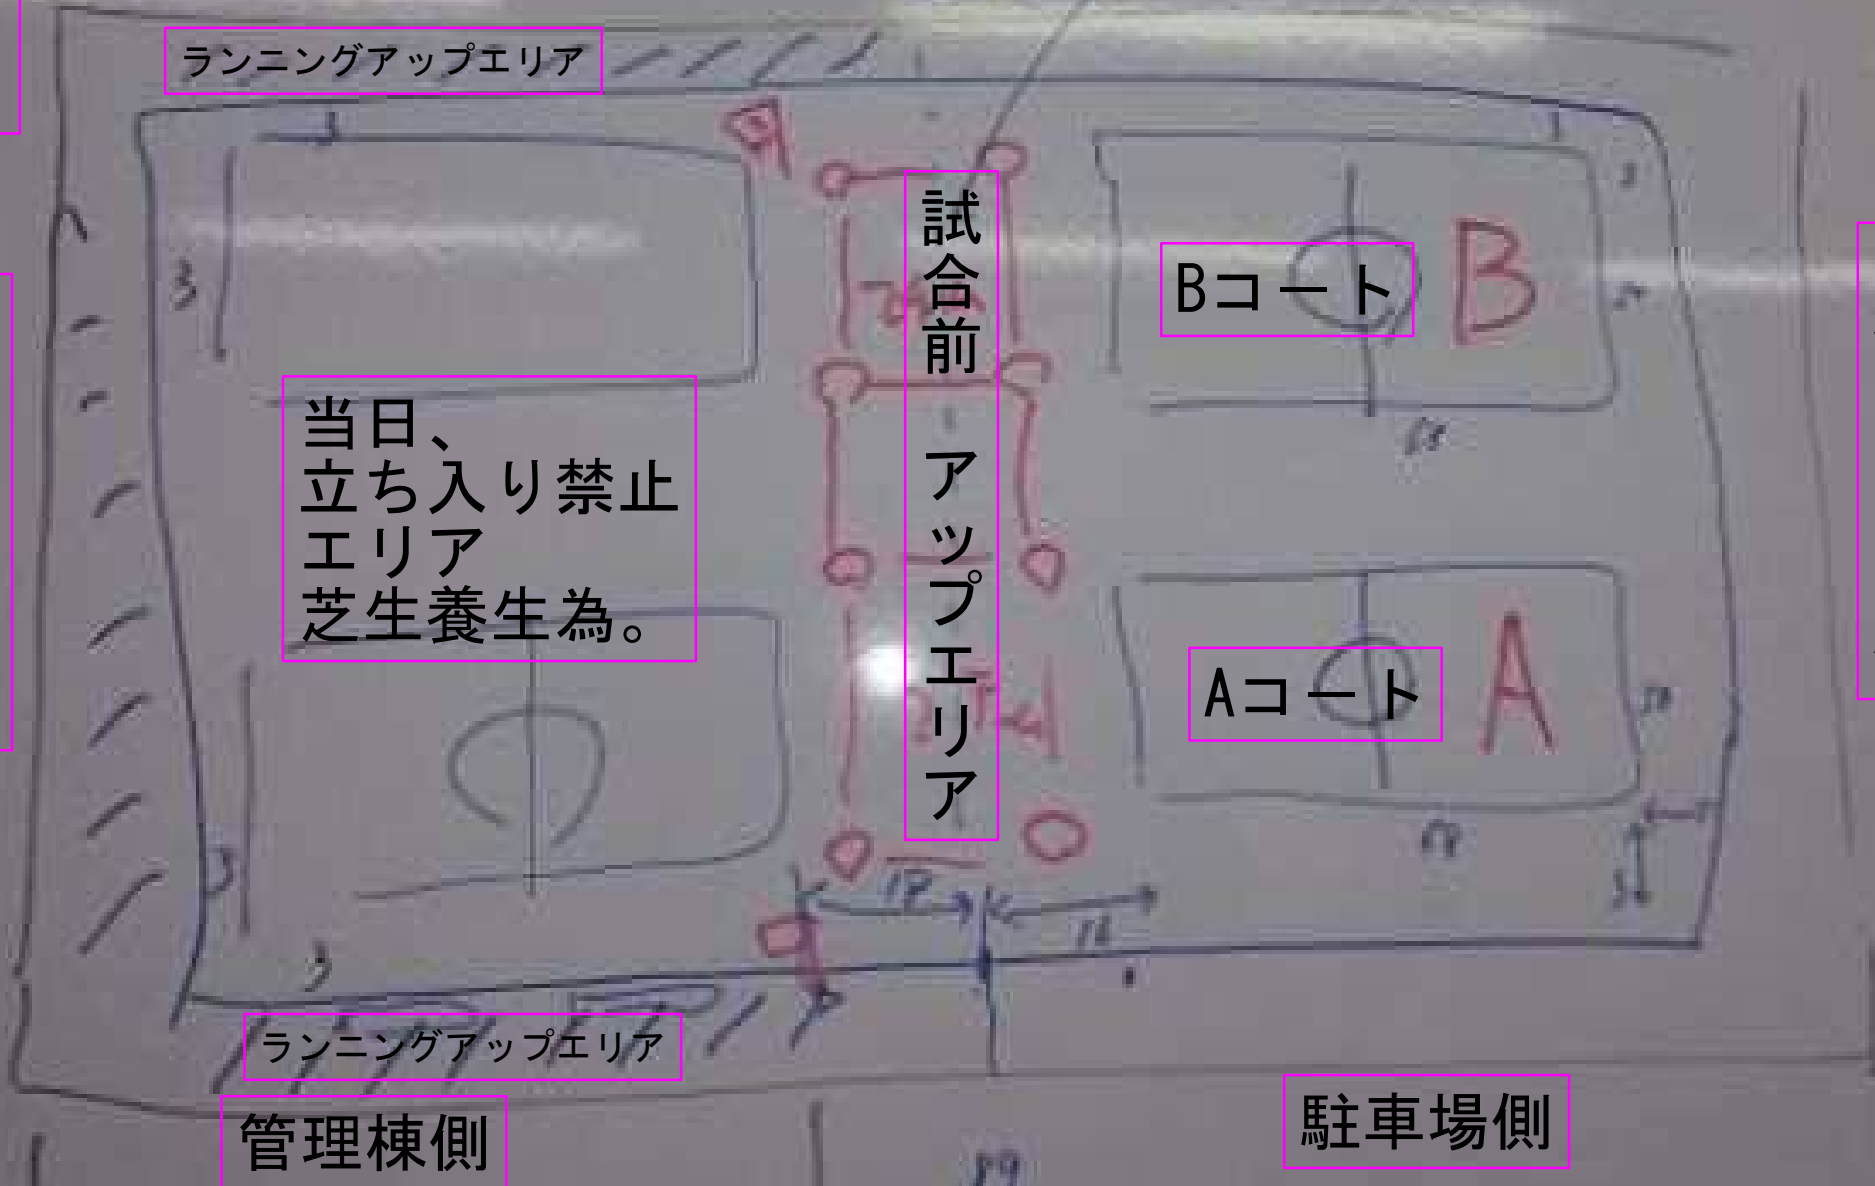 ランニングアップエリア
試合前 アップエリア
B
Bコート
3
当日、
立ち入り禁止
エリア
芝生養生為。
A
Aコート
3
3
ランニングアップエリア
管理棟側
駐車場側